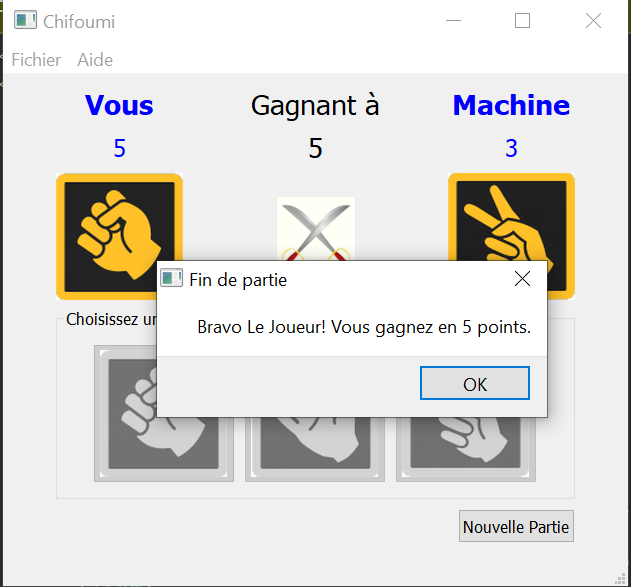 Chifoumi
Fichier Aide
Vous Gagnant à Machine
5 5 3
Fin de partie
Choisissez
Bravo Le Joueur! Vous gagnez en 5 points.
OK
Nouvelle Partie